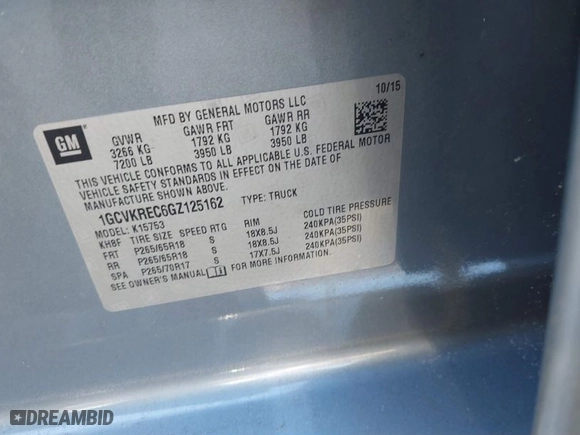 MFD BY GENERAL MOTORS LLC
10/15
GM
GVWR GAWR FRT GAWR RR
3266 KG 1792 KG 1792 KG
7200 LB 3950 LB 3950 LB
THIS VEHICLE CONFORMS TO ALL APPLICABLE U.S. FEDERAL MOTOR
VEHICLE SAFETY STANDARDS IN EFFECT ON THE DATE OF
MANUFACTURE SHOWN ABOVE.
1GCVKREC6GZ125162 TYPE: TRUCK
MODEL: K15753
KH8F TIRE SIZE SPEED RTG RIM COLD TIRE PRESSURE
FRT P265/65R18 S 18X8.5J 240KPA(35PSI)
RR P265/65R18 S 18X8.5J 240KPA(35PSI)
SPA P265/70R17 S 17X7.5J 240KPA(35PSI)
SEE OWNER'S MANUAL FOR MORE INFORMATION.
DREAMBID